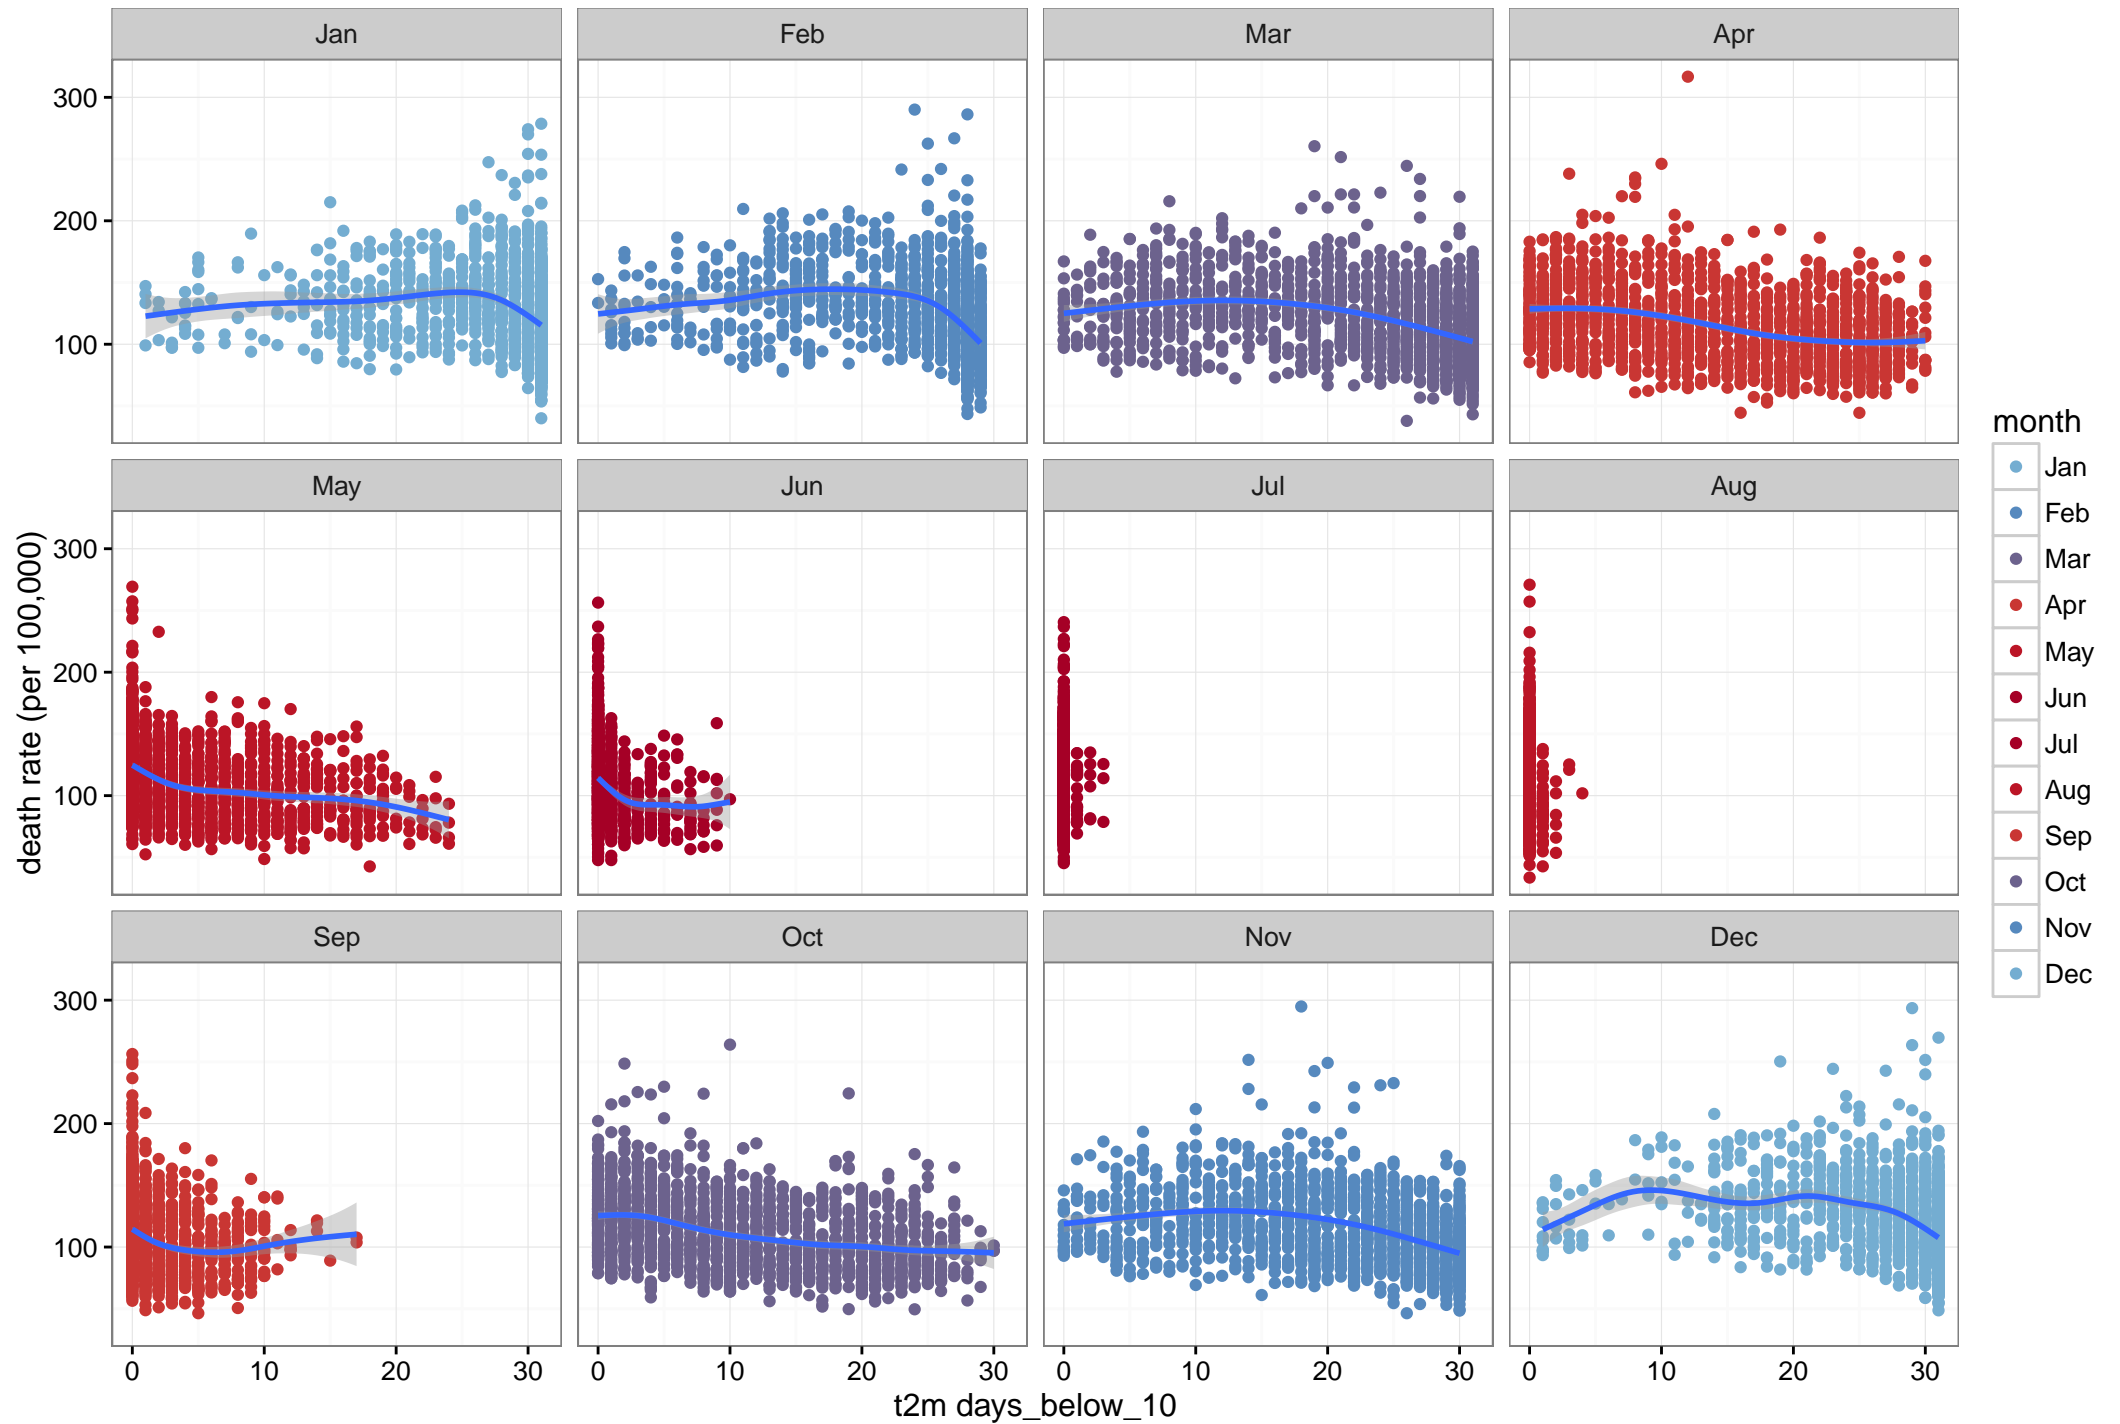 Jan Feb Mar Apr
300
200
100
May Jun Jul Aug
300
200
100
Sep Oct Nov Dec
300
200
100
0 10 20 30 0 10 20 30 0 10 20 30 0 10 20 30
t2m days_below_10
death rate (per 100,000)
month
Jan
Feb
Mar
Apr
May
Jun
Jul
Aug
Sep
Oct
Nov
Dec